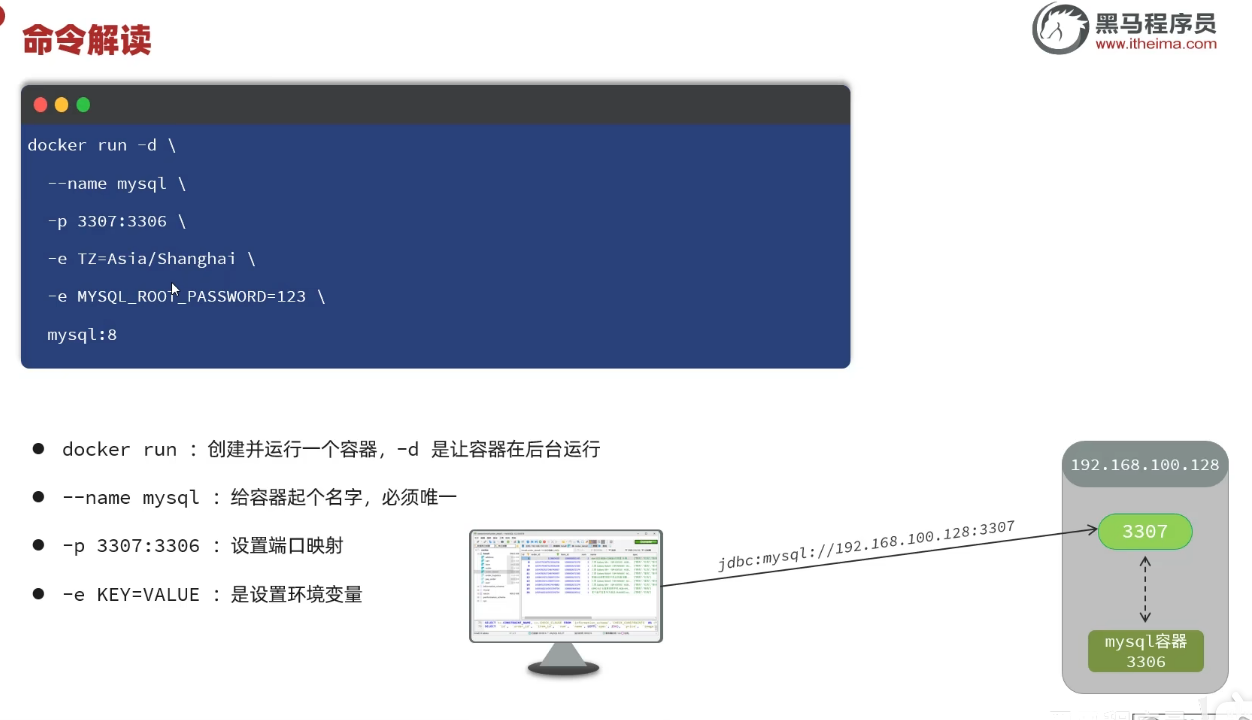 命令解读
黑马程序员
www.itheima.com
docker run -d \
--name mysql \
-p 3307:3306 \
-e TZ=Asia/Shanghai \
-e MYSQL_ROOT_PASSWORD=123 \
mysql:8
docker run ：创建并运行一个容器，-d 是让容器在后台运行
--name mysql ：给容器起个名字，必须唯一
-p 3307:3306 ：设置端口映射
-e KEY=VALUE ：是设置环境变量
jdbc:mysql://192.168.100.128:3307
192.168.100.128
3307
mysql容器
3306